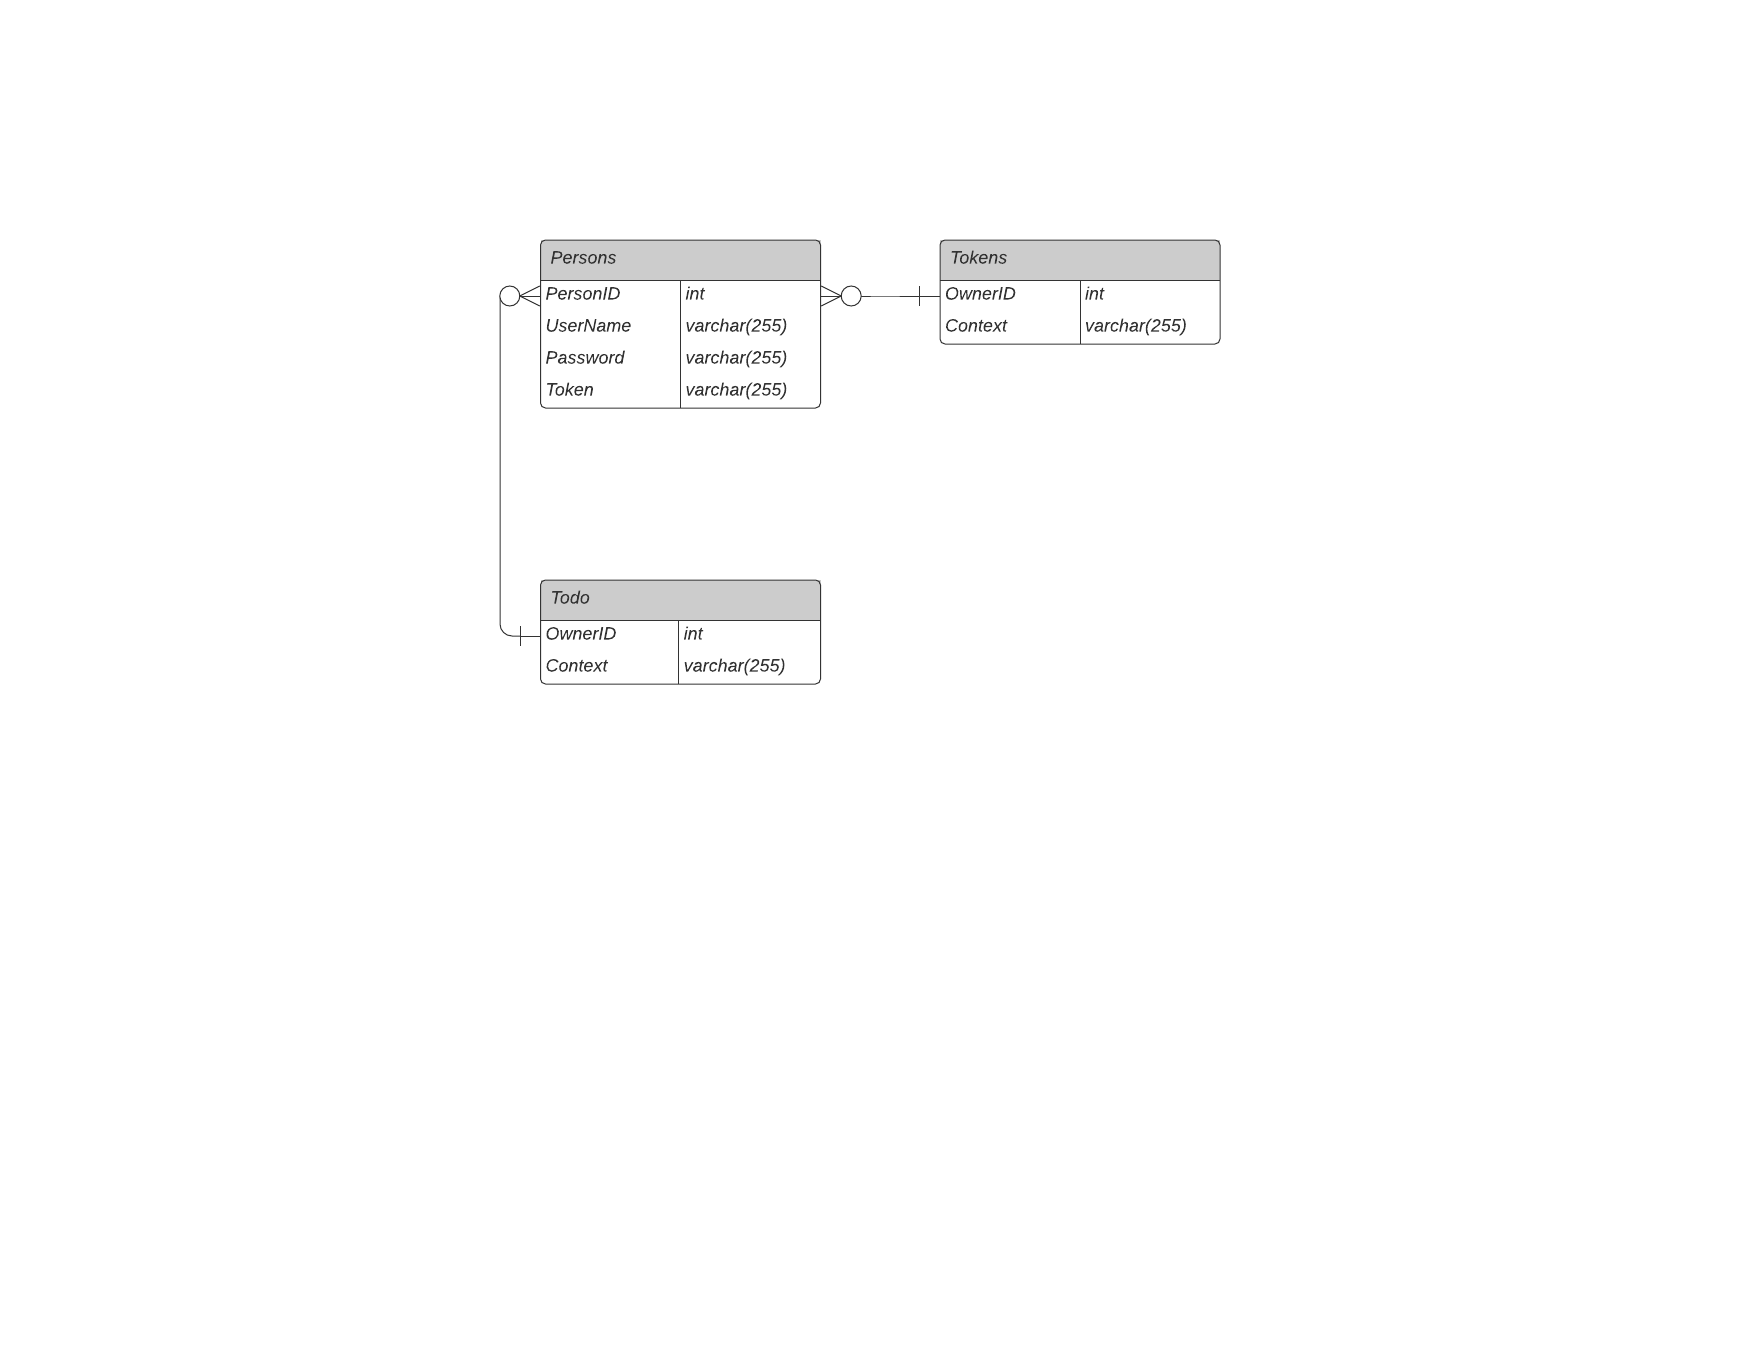 Persons
PersonID int
UserName varchar(255)
Password varchar(255)
Token varchar(255)
Tokens
OwnerID int
Context varchar(255)
Todo
OwnerID int
Context varchar(255)